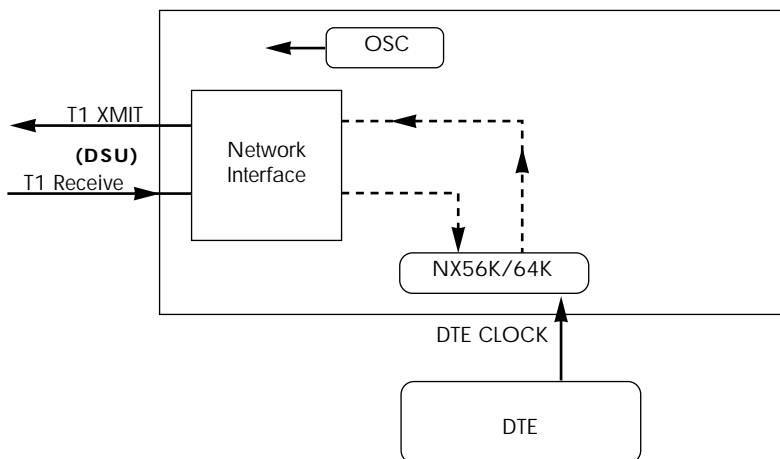 OSC
T1 XMIT
(DSU)
T1 Receive
Network
Interface
NX56K/64K
DTE CLOCK
DTE